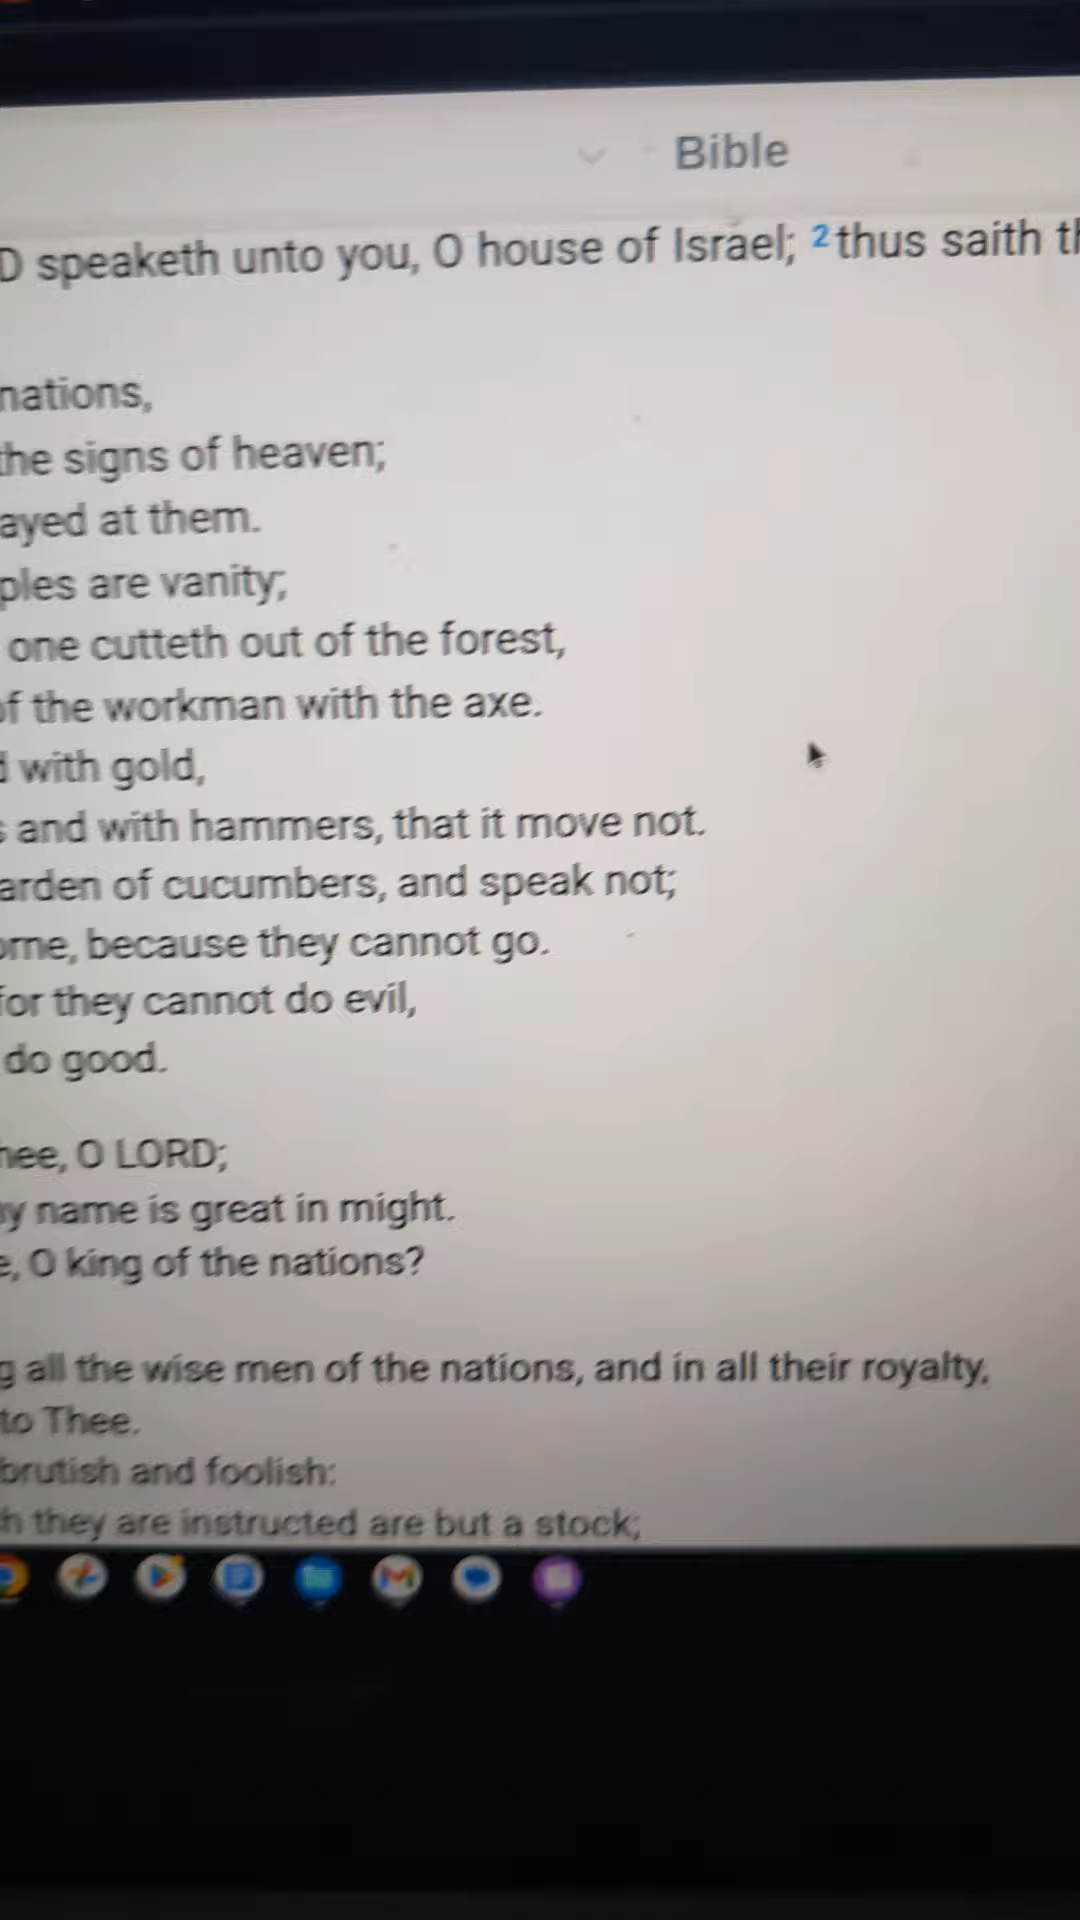 Bible
speaketh unto you, O house of Israel; 2 thus saith
nations,
the signs of heaven;
ayed at them.
ples are vanity;
one cutteth out of the forest,
of the workman with the axe.
with gold,
and with hammers, that it move not.
arden of cucumbers, and speak not;
ome, because they cannot go.
for they cannot do evil,
do good.
hee, O LORD;
y name is great in might.
e, O king of the nations?
g all the wise men of the nations, and in all their royalty,
to Thee.
brutish and foolish:
h they are instructed are but a stock;